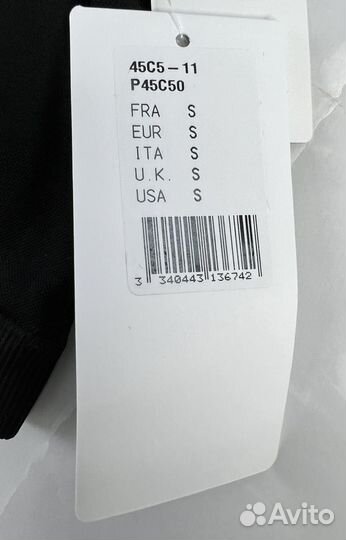 45C5-11
P45C50
FRA S
EUR S
ITA S
U.K. S
USA S
3 340443 136742
Avito